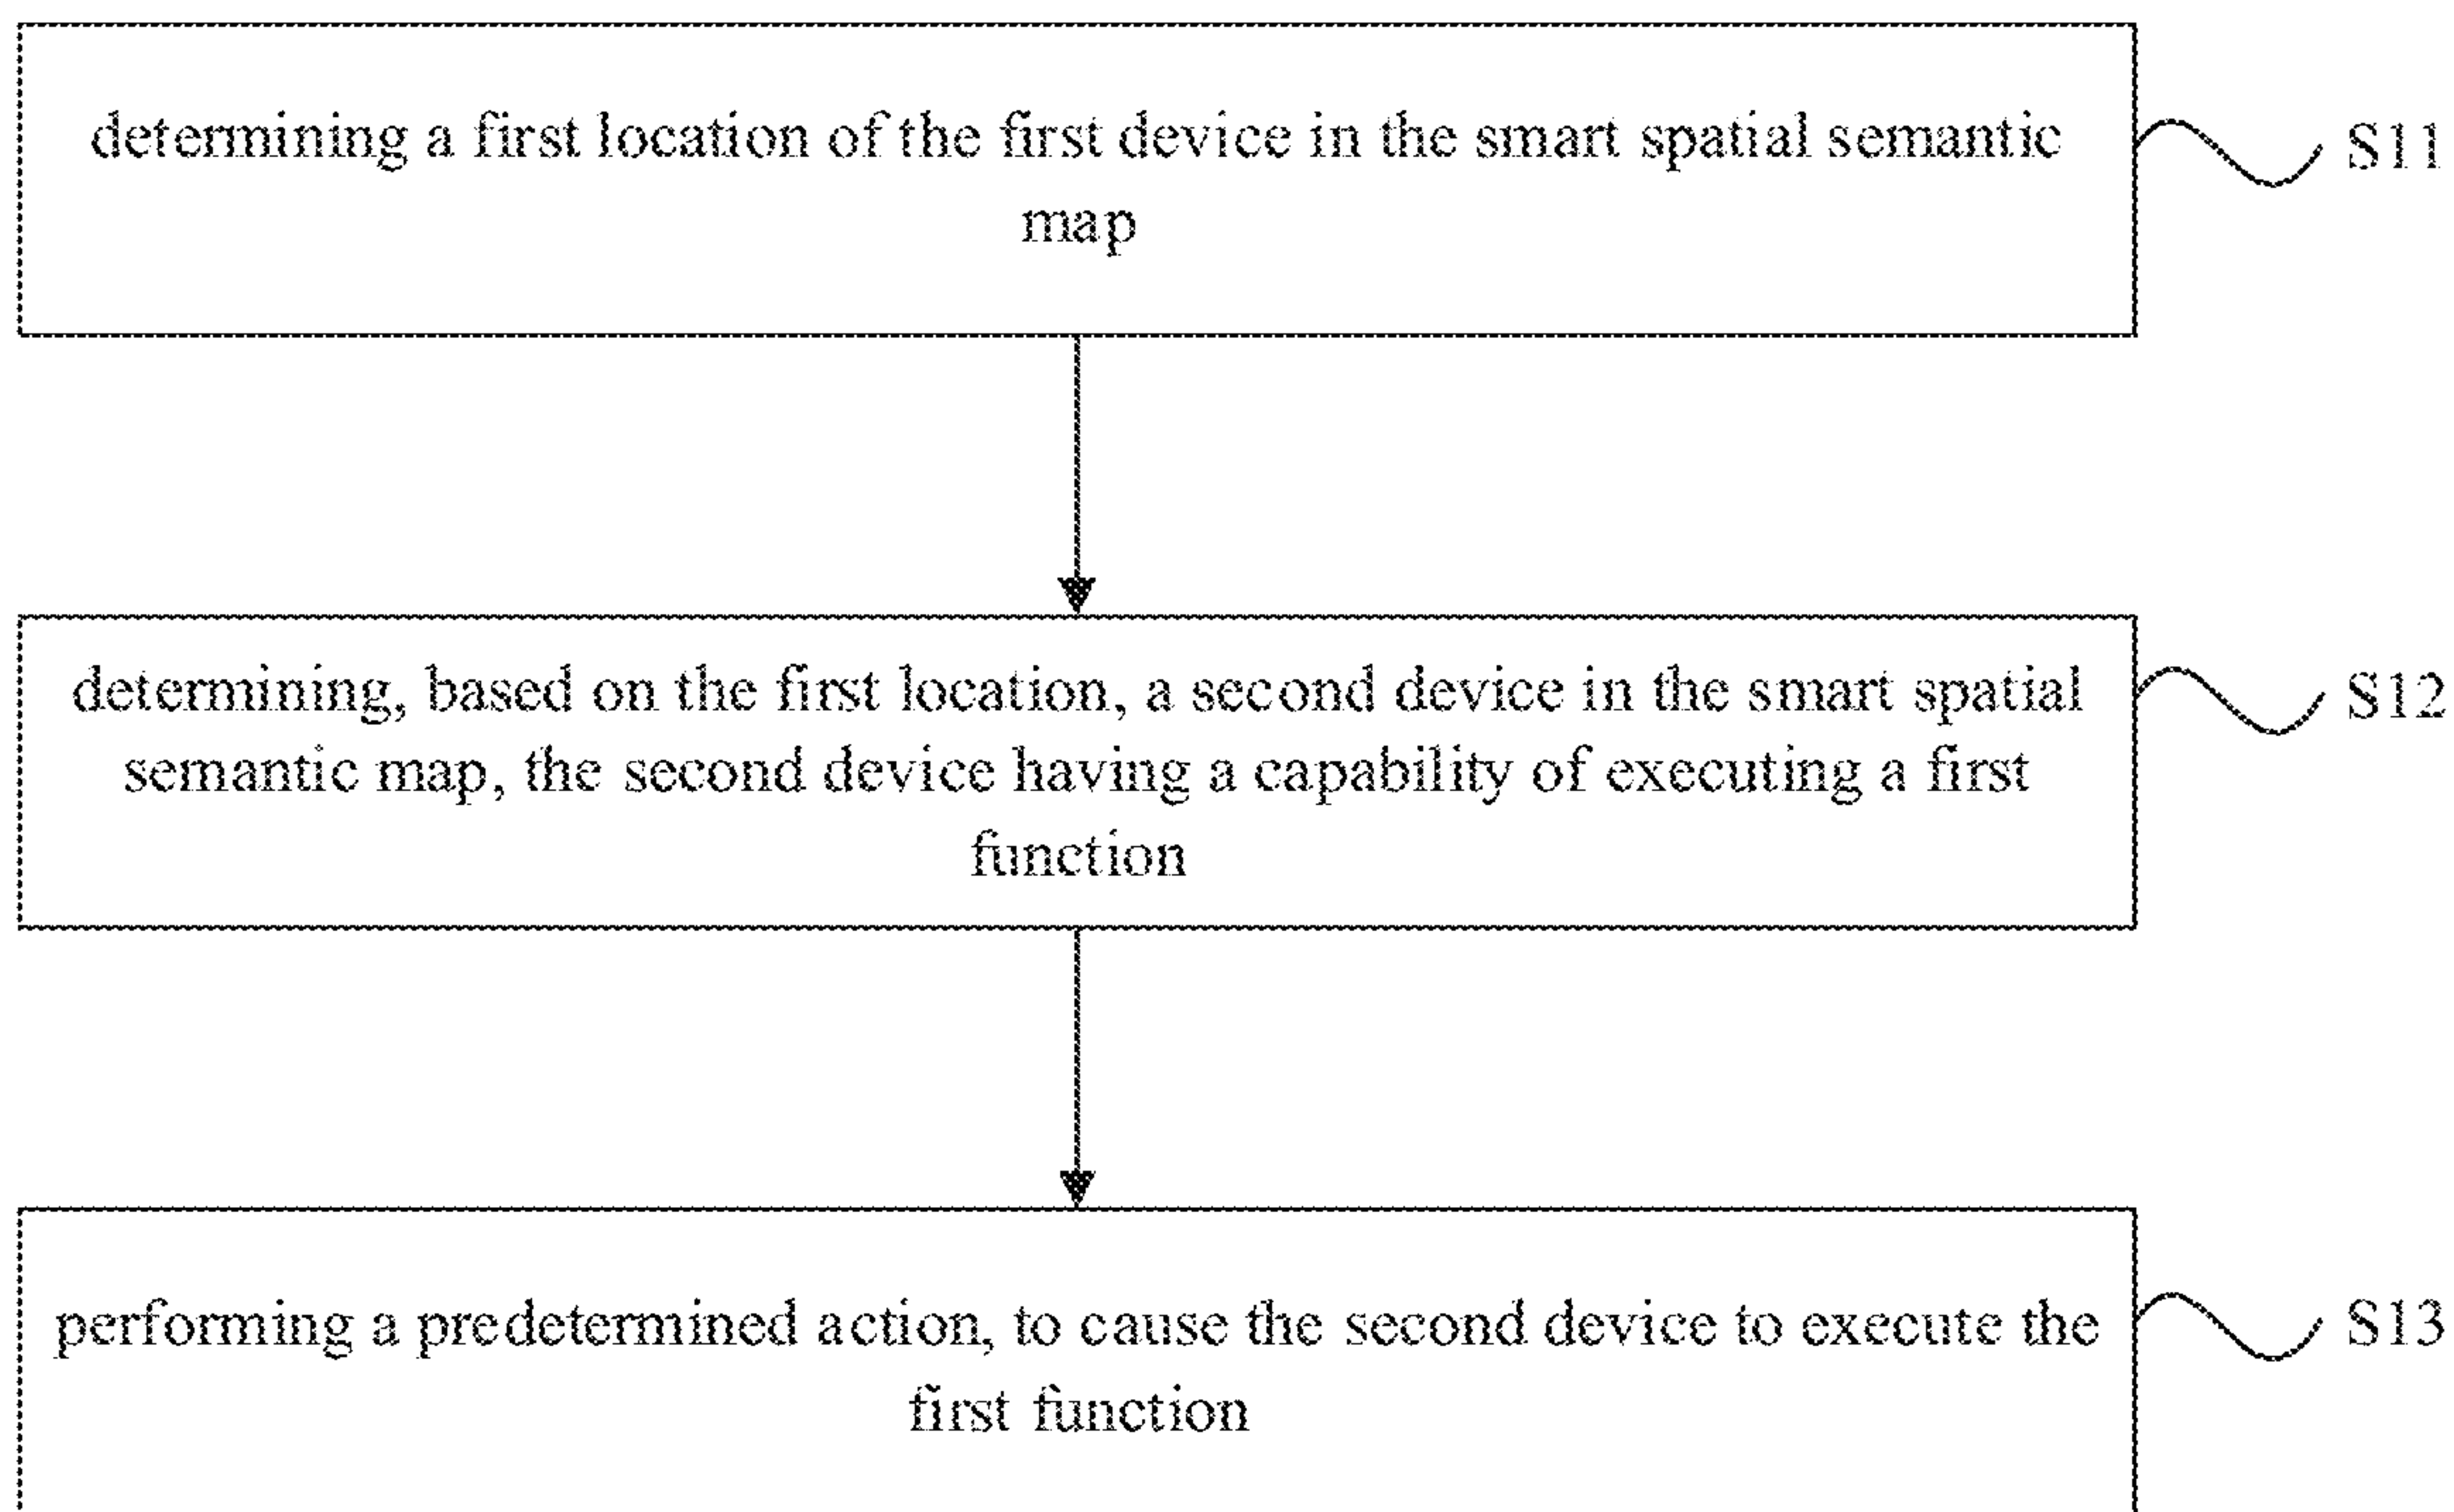 determining a first location of the first device in the smart spatial semantic
map
S11
determining, based on the first location, a second device in the smart spatial
semantic map, the second device having a capability of executing a first
function
S12
performing a predetermined action, to cause the second device to execute the
first function
S13